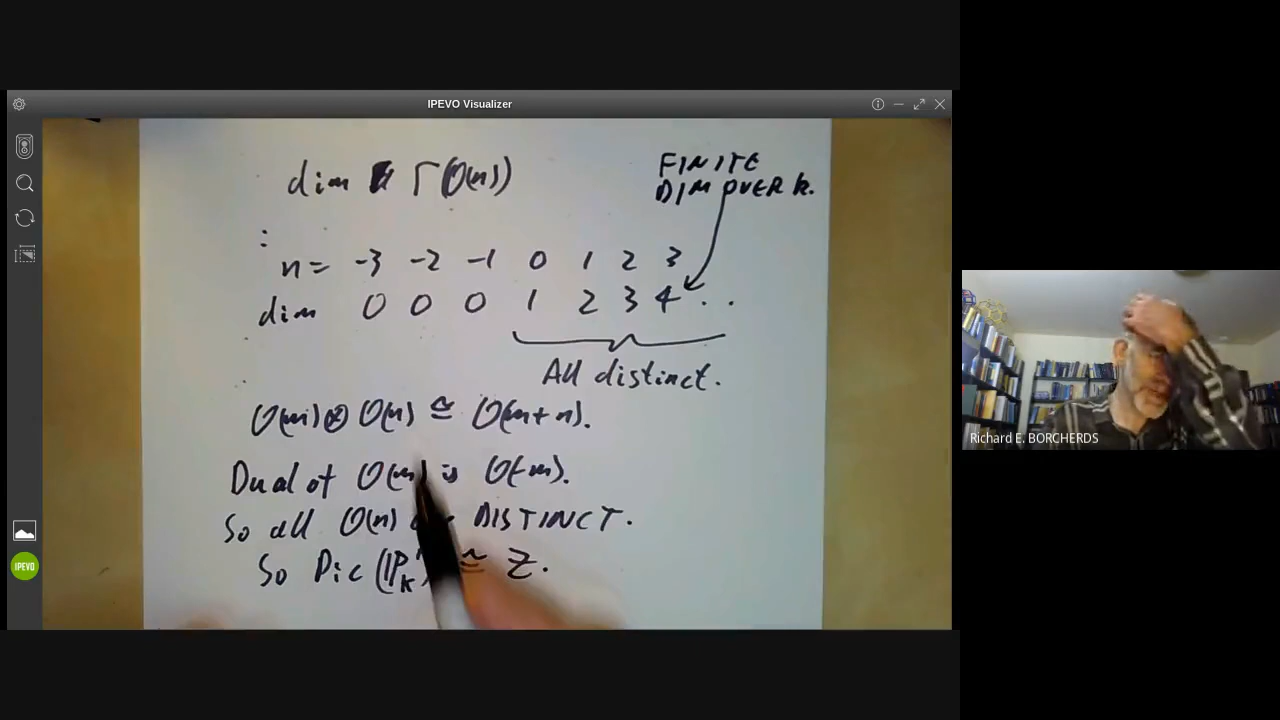 IPEVO Visualizer
dim Γ(O(n))
FINITE
DIM OVER k.
:
n = -3 -2 -1 0 1 2 3
dim 0 0 0 1 2 3 4 . .
All distinct.
O(m) ⊗ O(n) ≅ O(m+n).
Dual of O(m) is O(-m).
So all O(n) DISTINCT.
So Pic (ℙ¹ₖ) ≅ Z.
Richard E. BORCHERDS
IPEVO